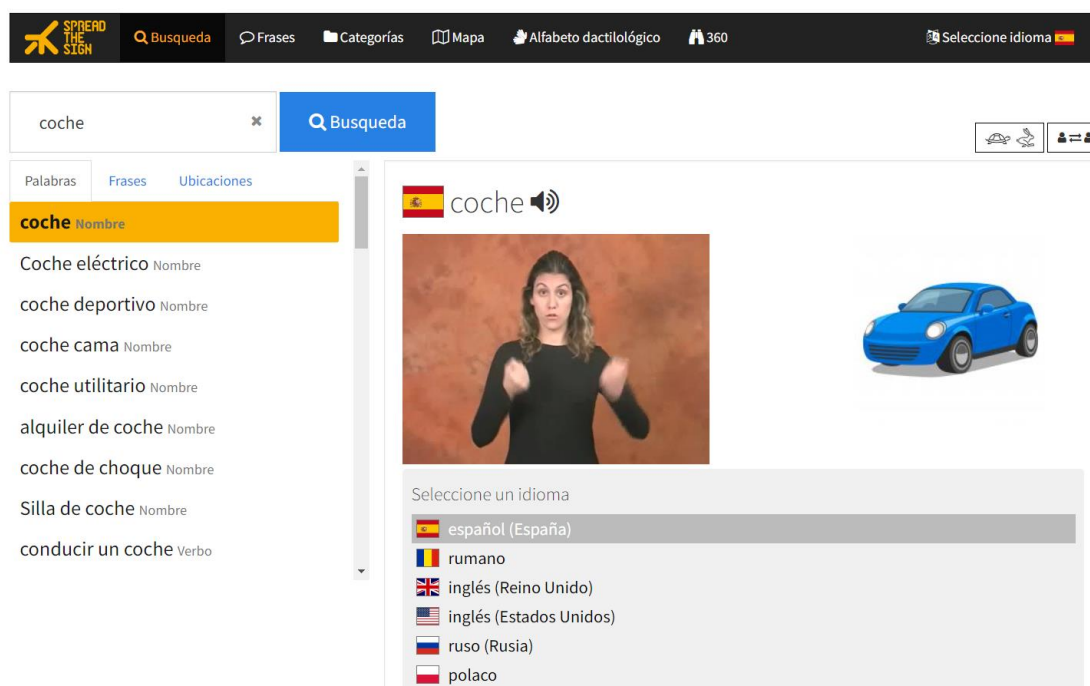 SPREAD
THE
SIGN
Busqueda
Frases
Categorías
Mapa
Alfabeto dactilológico
360
Seleccione idioma
coche
Busqueda
Palabras
Frases
Ubicaciones
coche Nombre
Coche eléctrico Nombre
coche deportivo Nombre
coche cama Nombre
coche utilitario Nombre
alquiler de coche Nombre
coche de choque Nombre
Silla de coche Nombre
conducir un coche Verbo
coche
Seleccione un idioma
español (España)
rumano
inglés (Reino Unido)
inglés (Estados Unidos)
ruso (Rusia)
polaco